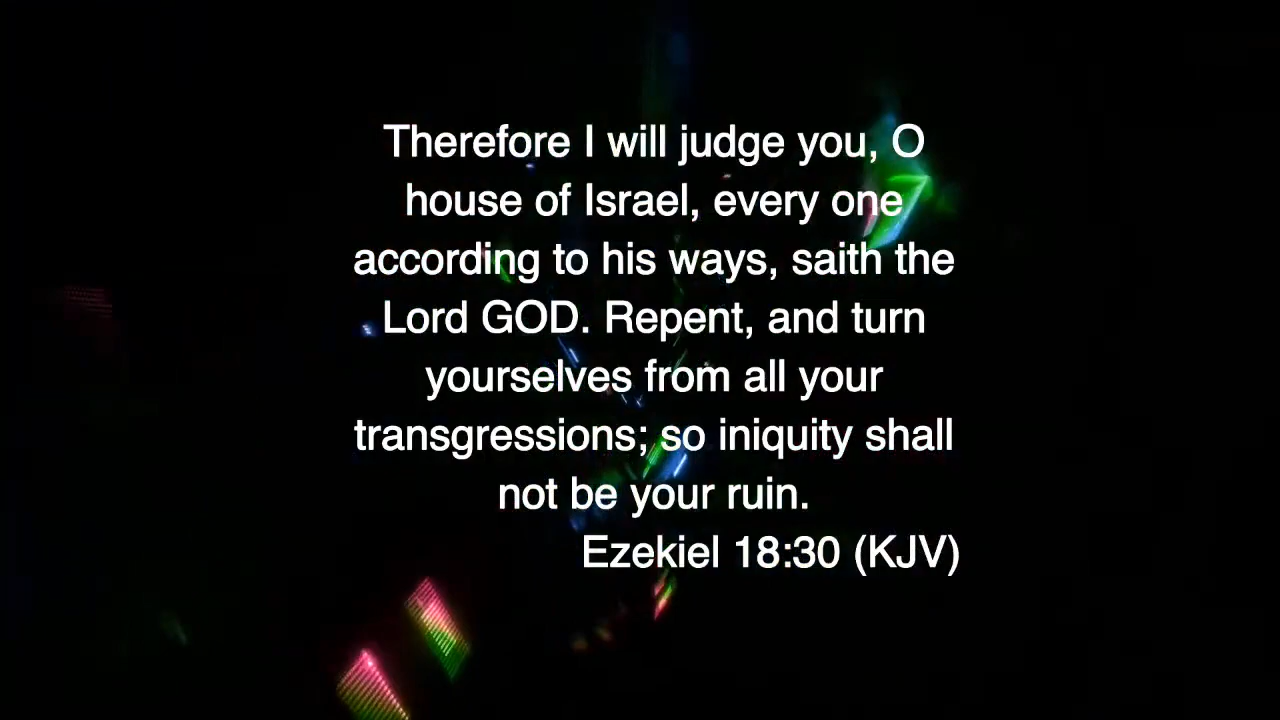 Therefore I will judge you, O
house of Israel, every one
according to his ways, saith the
Lord GOD. Repent, and turn
yourselves from all your
transgressions; so iniquity shall
not be your ruin.
Ezekiel 18:30 (KJV)